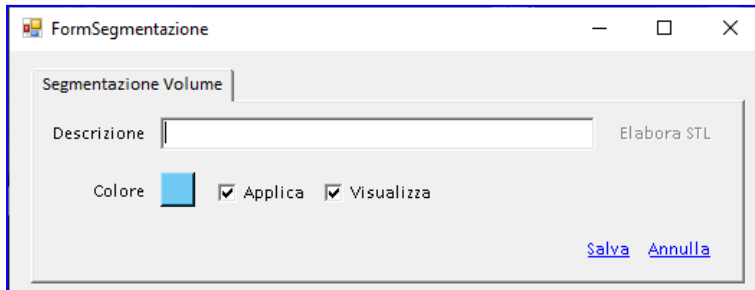 FormSegmentazione
Segmentazione Volume
Descrizione Elabora STL
Colore Applica Visualizza
Salva Annulla